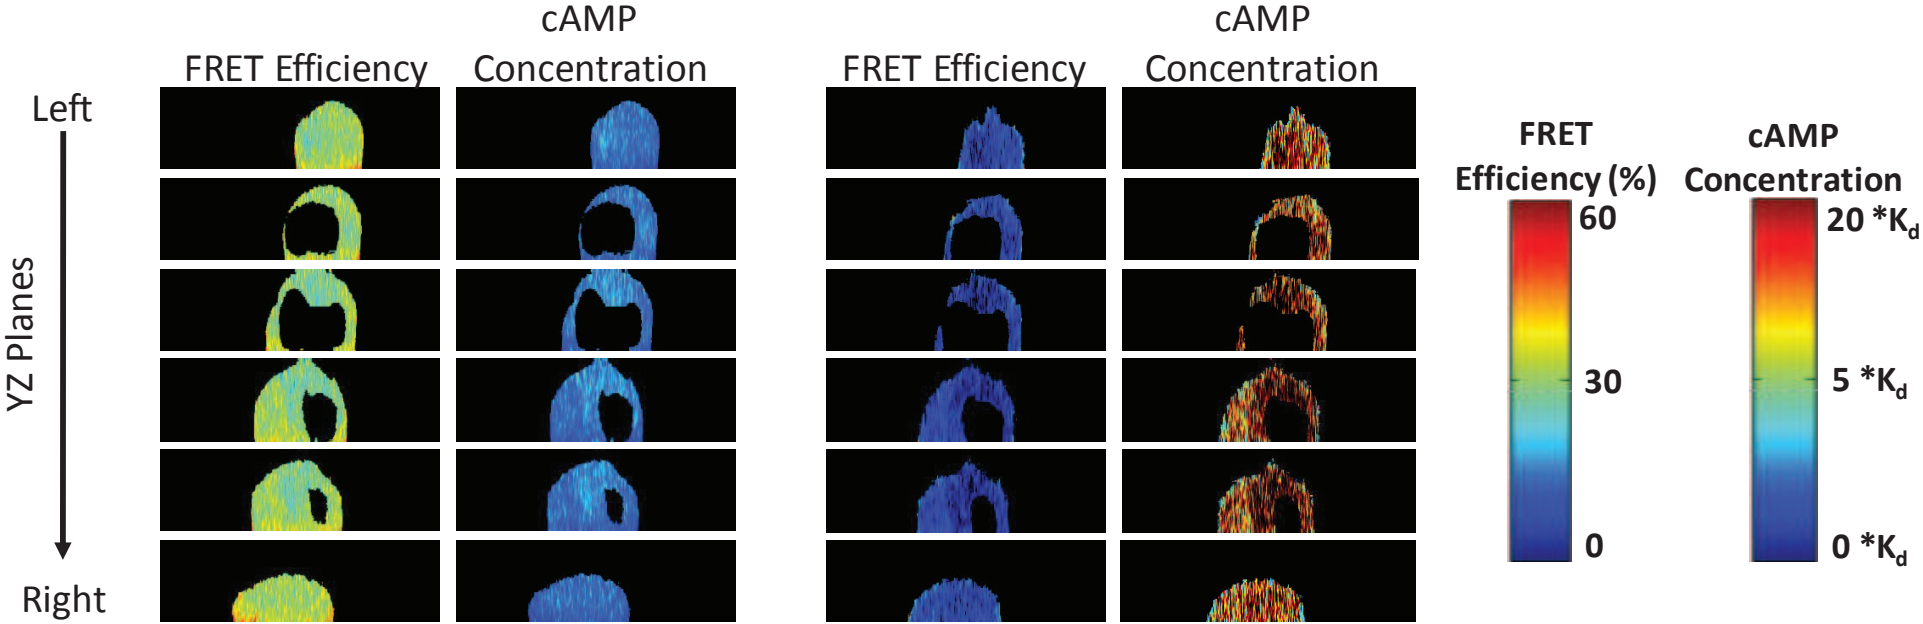 cAMP
cAMP
FRET Efficiency
Concentration
FRET Efficiency
Concentration
Left
YZ Planes
Right
FRET
Efficiency (%)
60
30
0
cAMP
Concentration
20 *Kd
5 *Kd
0 *Kd